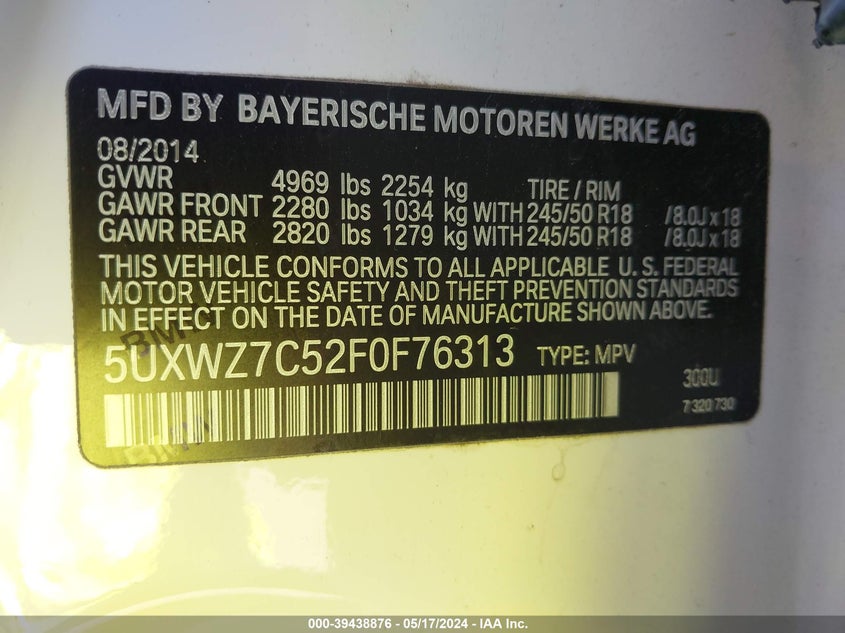 MFD BY BAYERISCHE MOTOREN WERKE AG
08/2014
GVWR 4969 lbs 2254 kg TIRE / RIM
GAWR FRONT 2280 lbs 1034 kg WITH 245/50 R18 /8.0J x 18
GAWR REAR 2820 lbs 1279 kg WITH 245/50 R18 /8.0J x 18
THIS VEHICLE CONFORMS TO ALL APPLICABLE U. S. FEDERAL
MOTOR VEHICLE SAFETY AND THEFT PREVENTION STANDARDS
IN EFFECT ON THE DATE OF MANUFACTURE SHOWN ABOVE.
5UXWZ7C52F0F76313 TYPE: MPV 300U
7 320 730
000-39438876 - 05/17/2024 - IAA Inc.